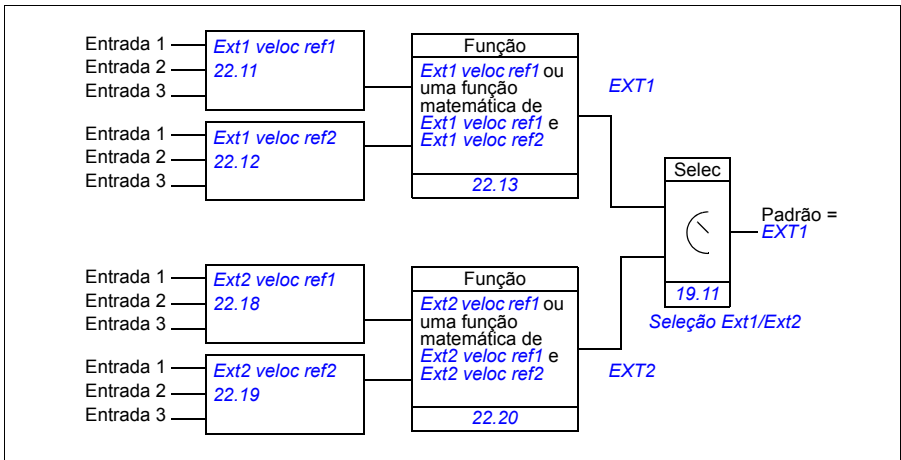 Entrada 1
Entrada 2
Entrada 3
Ext1 veloc ref1
22.11
Entrada 1
Entrada 2
Entrada 3
Ext1 veloc ref2
22.12
Função
Ext1 veloc ref1 ou
uma função
matemática de
Ext1 veloc ref1 e
Ext1 veloc ref2
22.13
EXT1
Selec
19.11
Seleção Ext1/Ext2
Padrão =
EXT1
Entrada 1
Entrada 2
Entrada 3
Ext2 veloc ref1
22.18
Entrada 1
Entrada 2
Entrada 3
Ext2 veloc ref2
22.19
Função
Ext2 veloc ref1 ou
uma função
matemática de
Ext2 veloc ref1 e
Ext2 veloc ref2
22.20
EXT2